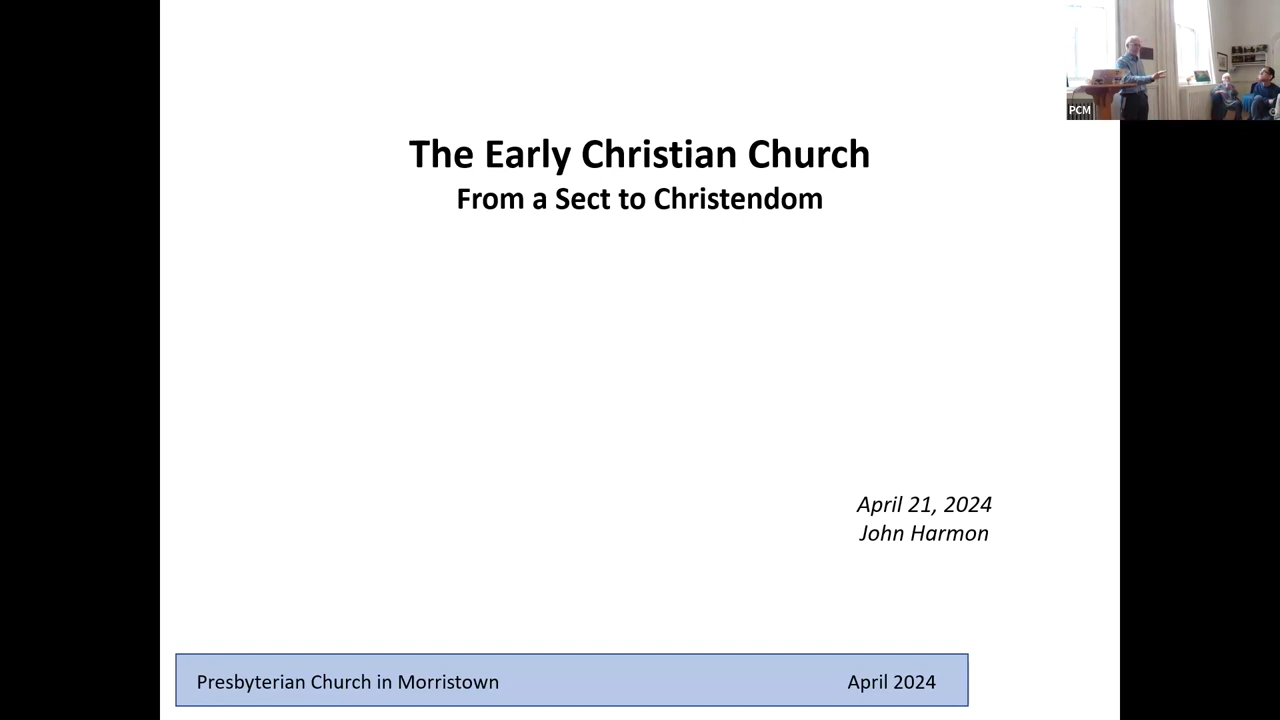 PCM
The Early Christian Church
From a Sect to Christendom
April 21, 2024
John Harmon
Presbyterian Church in Morristown April 2024